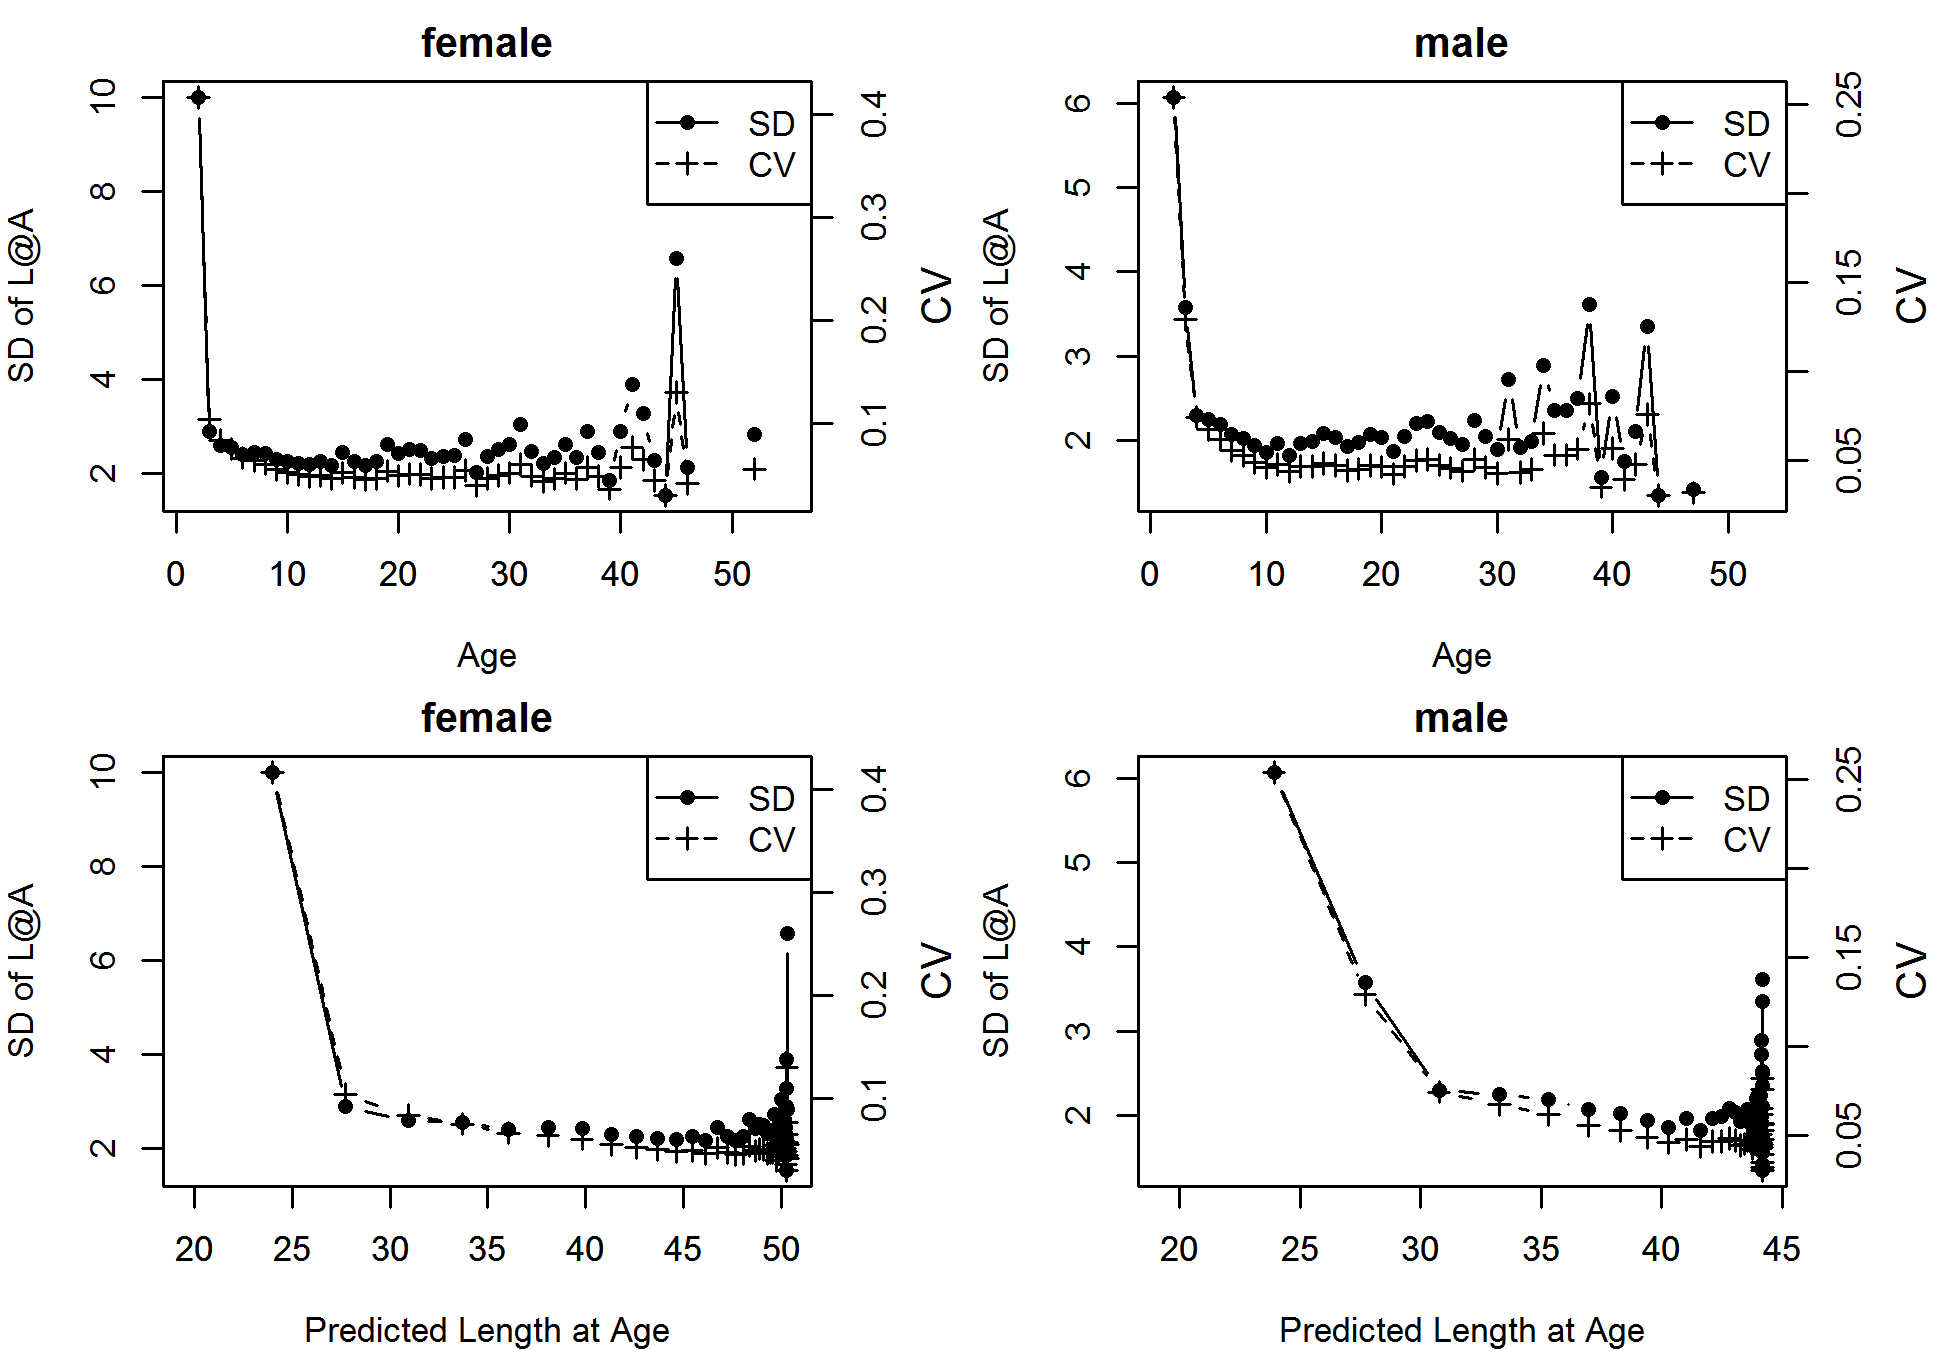 female
SD of L@A
10
8
6
4
2
SD
CV
0.4
0.3
0.2
0.1
CV
0 10 20 30 40 50
Age
male
SD of L@A
6
5
4
3
2
SD
CV
0.25
0.15
0.05
CV
0 10 20 30 40 50
Age
female
SD of L@A
10
8
6
4
2
SD
CV
0.4
0.3
0.2
0.1
CV
20 25 30 35 40 45 50
Predicted Length at Age
male
SD of L@A
6
5
4
3
2
SD
CV
0.25
0.15
0.05
CV
20 25 30 35 40 45
Predicted Length at Age